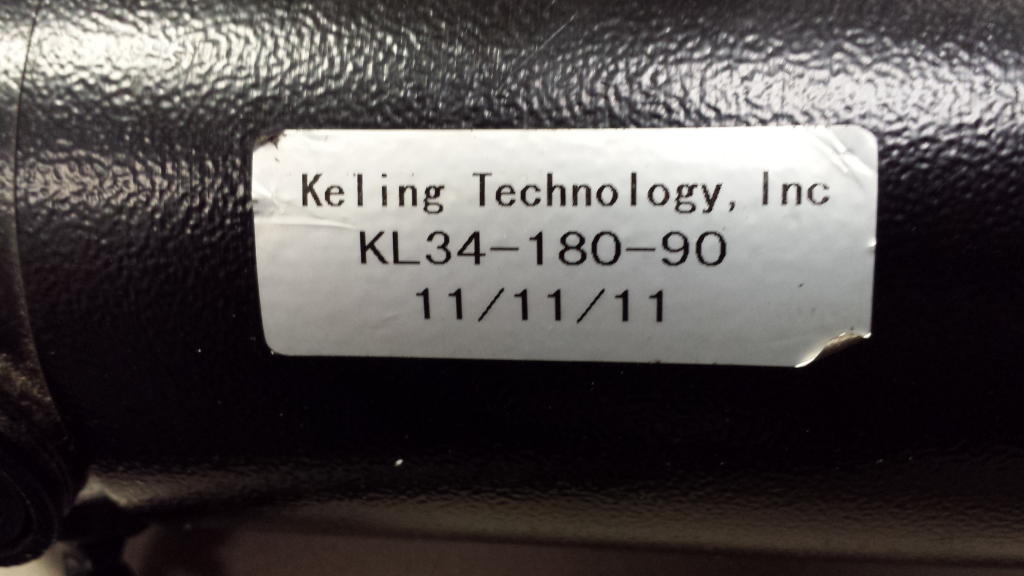 Keling Technology, Inc
KL34-180-90
11/11/11